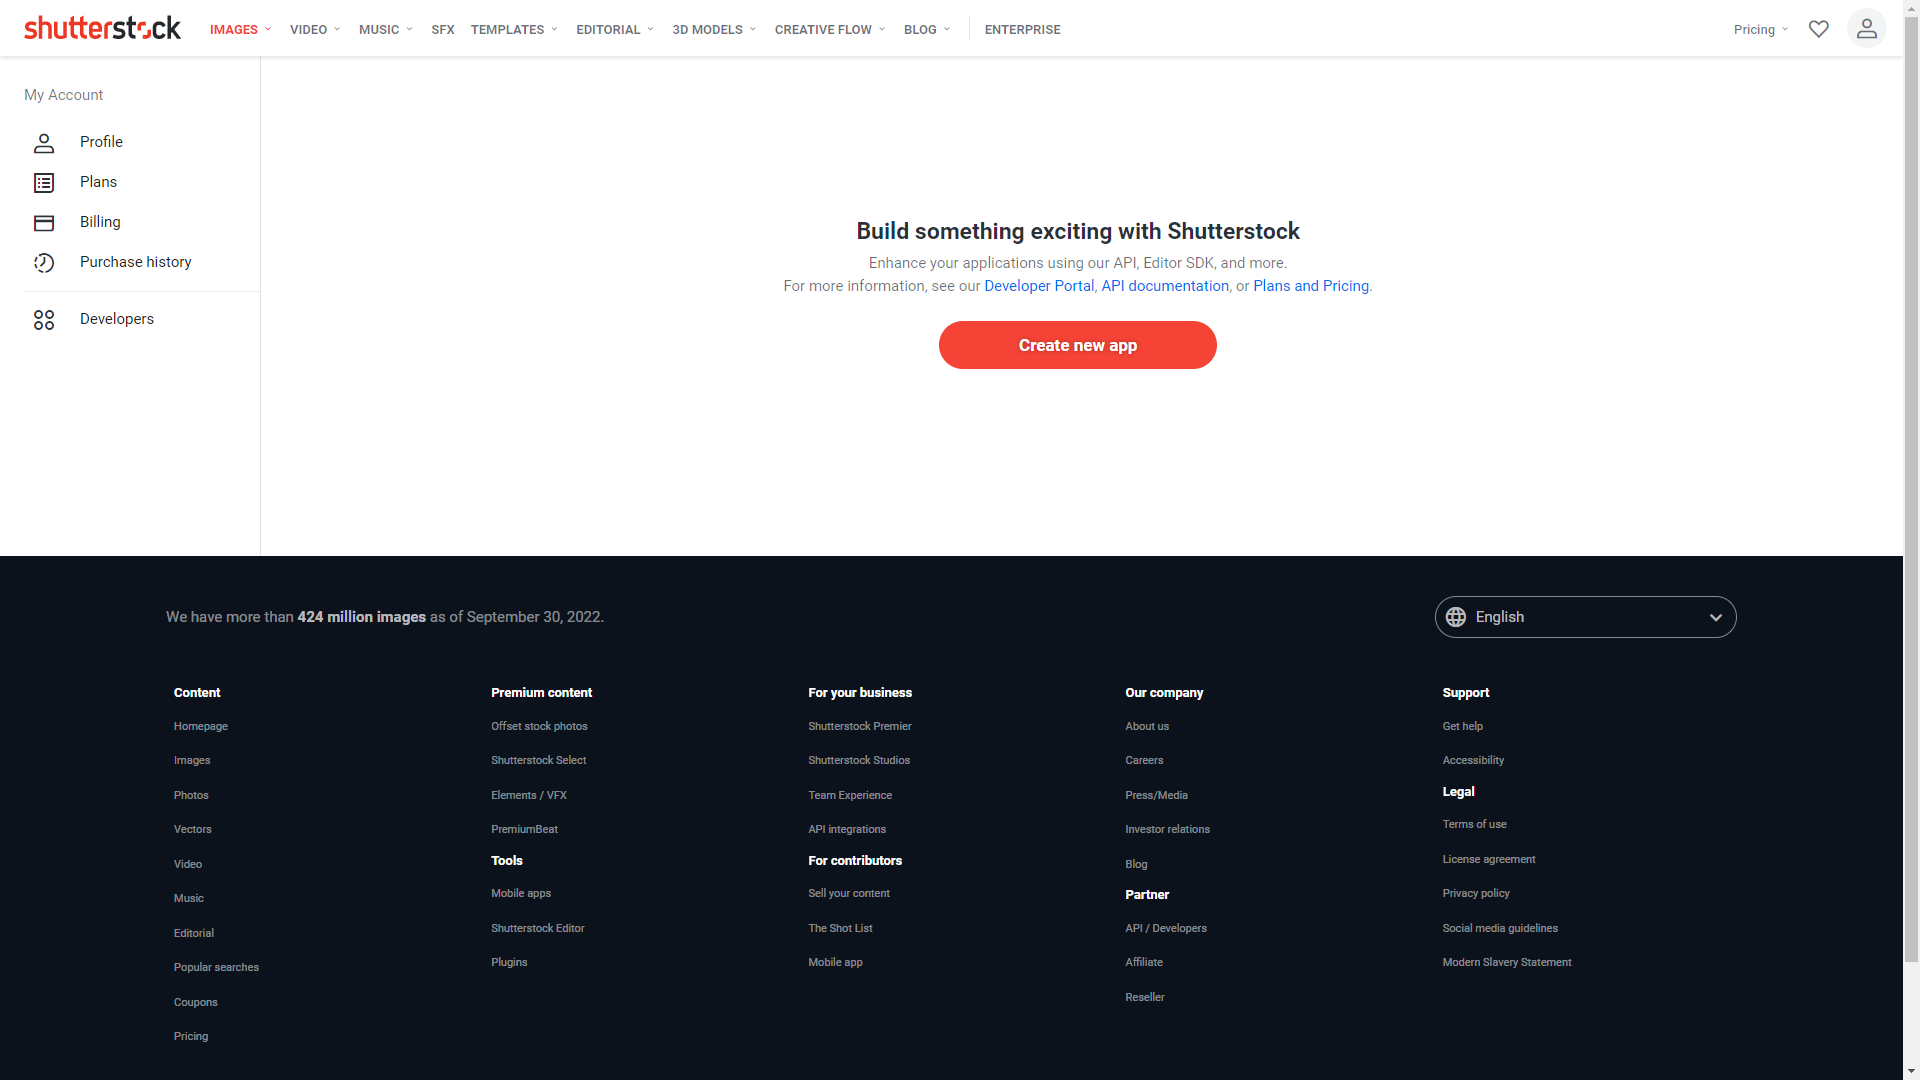 shutterstock
IMAGES
VIDEO
MUSIC
SFX
TEMPLATES
EDITORIAL
3D MODELS
CREATIVE FLOW
BLOG
ENTERPRISE
Pricing
My Account
Profile
Plans
Billing
Purchase history
Developers
Build something exciting with Shutterstock
Enhance your applications using our API, Editor SDK, and more.
For more information, see our Developer Portal, API documentation, or Plans and Pricing.
Create new app
We have more than 424 million images as of September 30, 2022.
English
Content
Homepage
Images
Photos
Vectors
Video
Music
Editorial
Popular searches
Coupons
Pricing
Premium content
Offset stock photos
Shutterstock Select
Elements / VFX
PremiumBeat
Tools
Mobile apps
Shutterstock Editor
Plugins
For your business
Shutterstock Premier
Shutterstock Studios
Team Experience
API integrations
For contributors
Sell your content
The Shot List
Mobile app
Our company
About us
Careers
Press/Media
Investor relations
Blog
Partner
API / Developers
Affiliate
Reseller
Support
Get help
Accessibility
Legal
Terms of use
License agreement
Privacy policy
Social media guidelines
Modern Slavery Statement